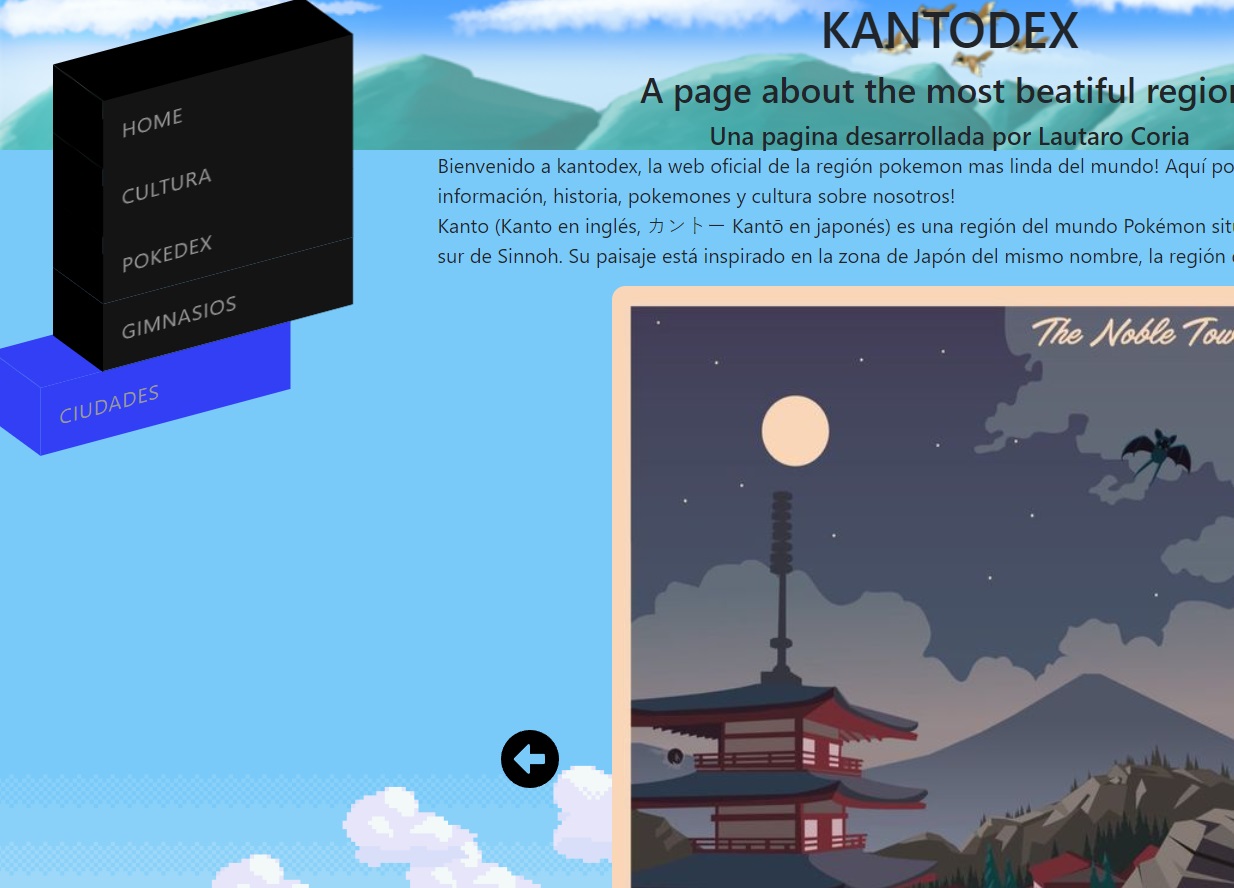 HOME
CULTURA
POKEDEX
GIMNASIOS
CIUDADES
KANTODEX
A page about the most beatiful region
Una pagina desarrollada por Lautaro Coria
Bienvenido a kantodex, la web oficial de la región pokemon mas linda del mundo! Aquí po
información, historia, pokemones y cultura sobre nosotros!
Kanto (Kanto en inglés, カントー Kantō en japonés) es una región del mundo Pokémon situ
sur de Sinnoh. Su paisaje está inspirado en la zona de Japón del mismo nombre, la región
The Noble Tow